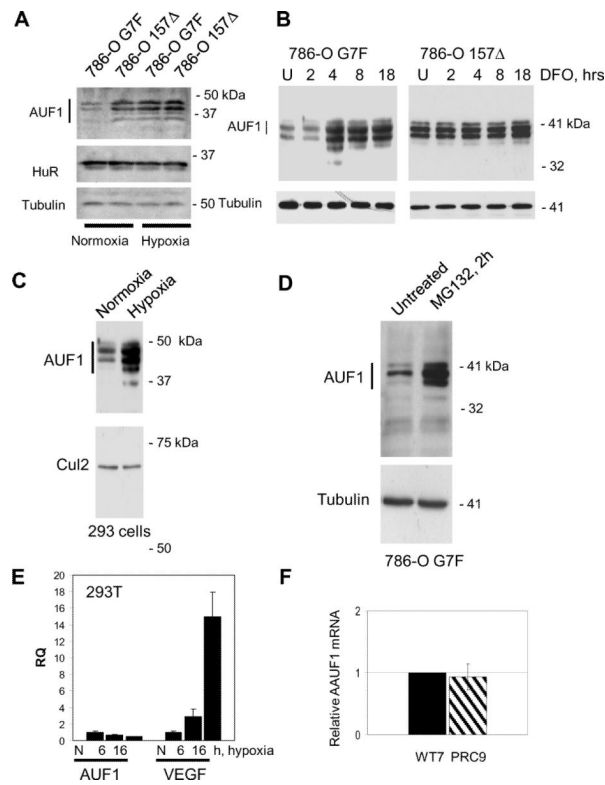 A
786-O G7F
786-O 157Δ
786-O G7F
786-O 157Δ
AUF1
- 50 kDa
- 37
HuR
- 37
Tubulin
- 50
Normoxia
Hypoxia
B
786-O G7F
786-O 157Δ
U 2 4 8 18
U 2 4 8 18 DFO, hrs
AUF1
- 41 kDa
- 32
Tubulin
- 41
C
Normoxia
Hypoxia
AUF1
- 50 kDa
- 37
- 75 kDa
Cul2
293 cells
- 50
D
Untreated
MG132, 2h
AUF1
- 41 kDa
- 32
Tubulin
- 41
786-O G7F
E
293T
RQ
20
18
16
14
12
10
8
6
4
2
0
N 6 16 N 6 16 h, hypoxia
AUF1 VEGF
F
Relative AAUF1 mRNA
2
1
0
WT7 PRC9